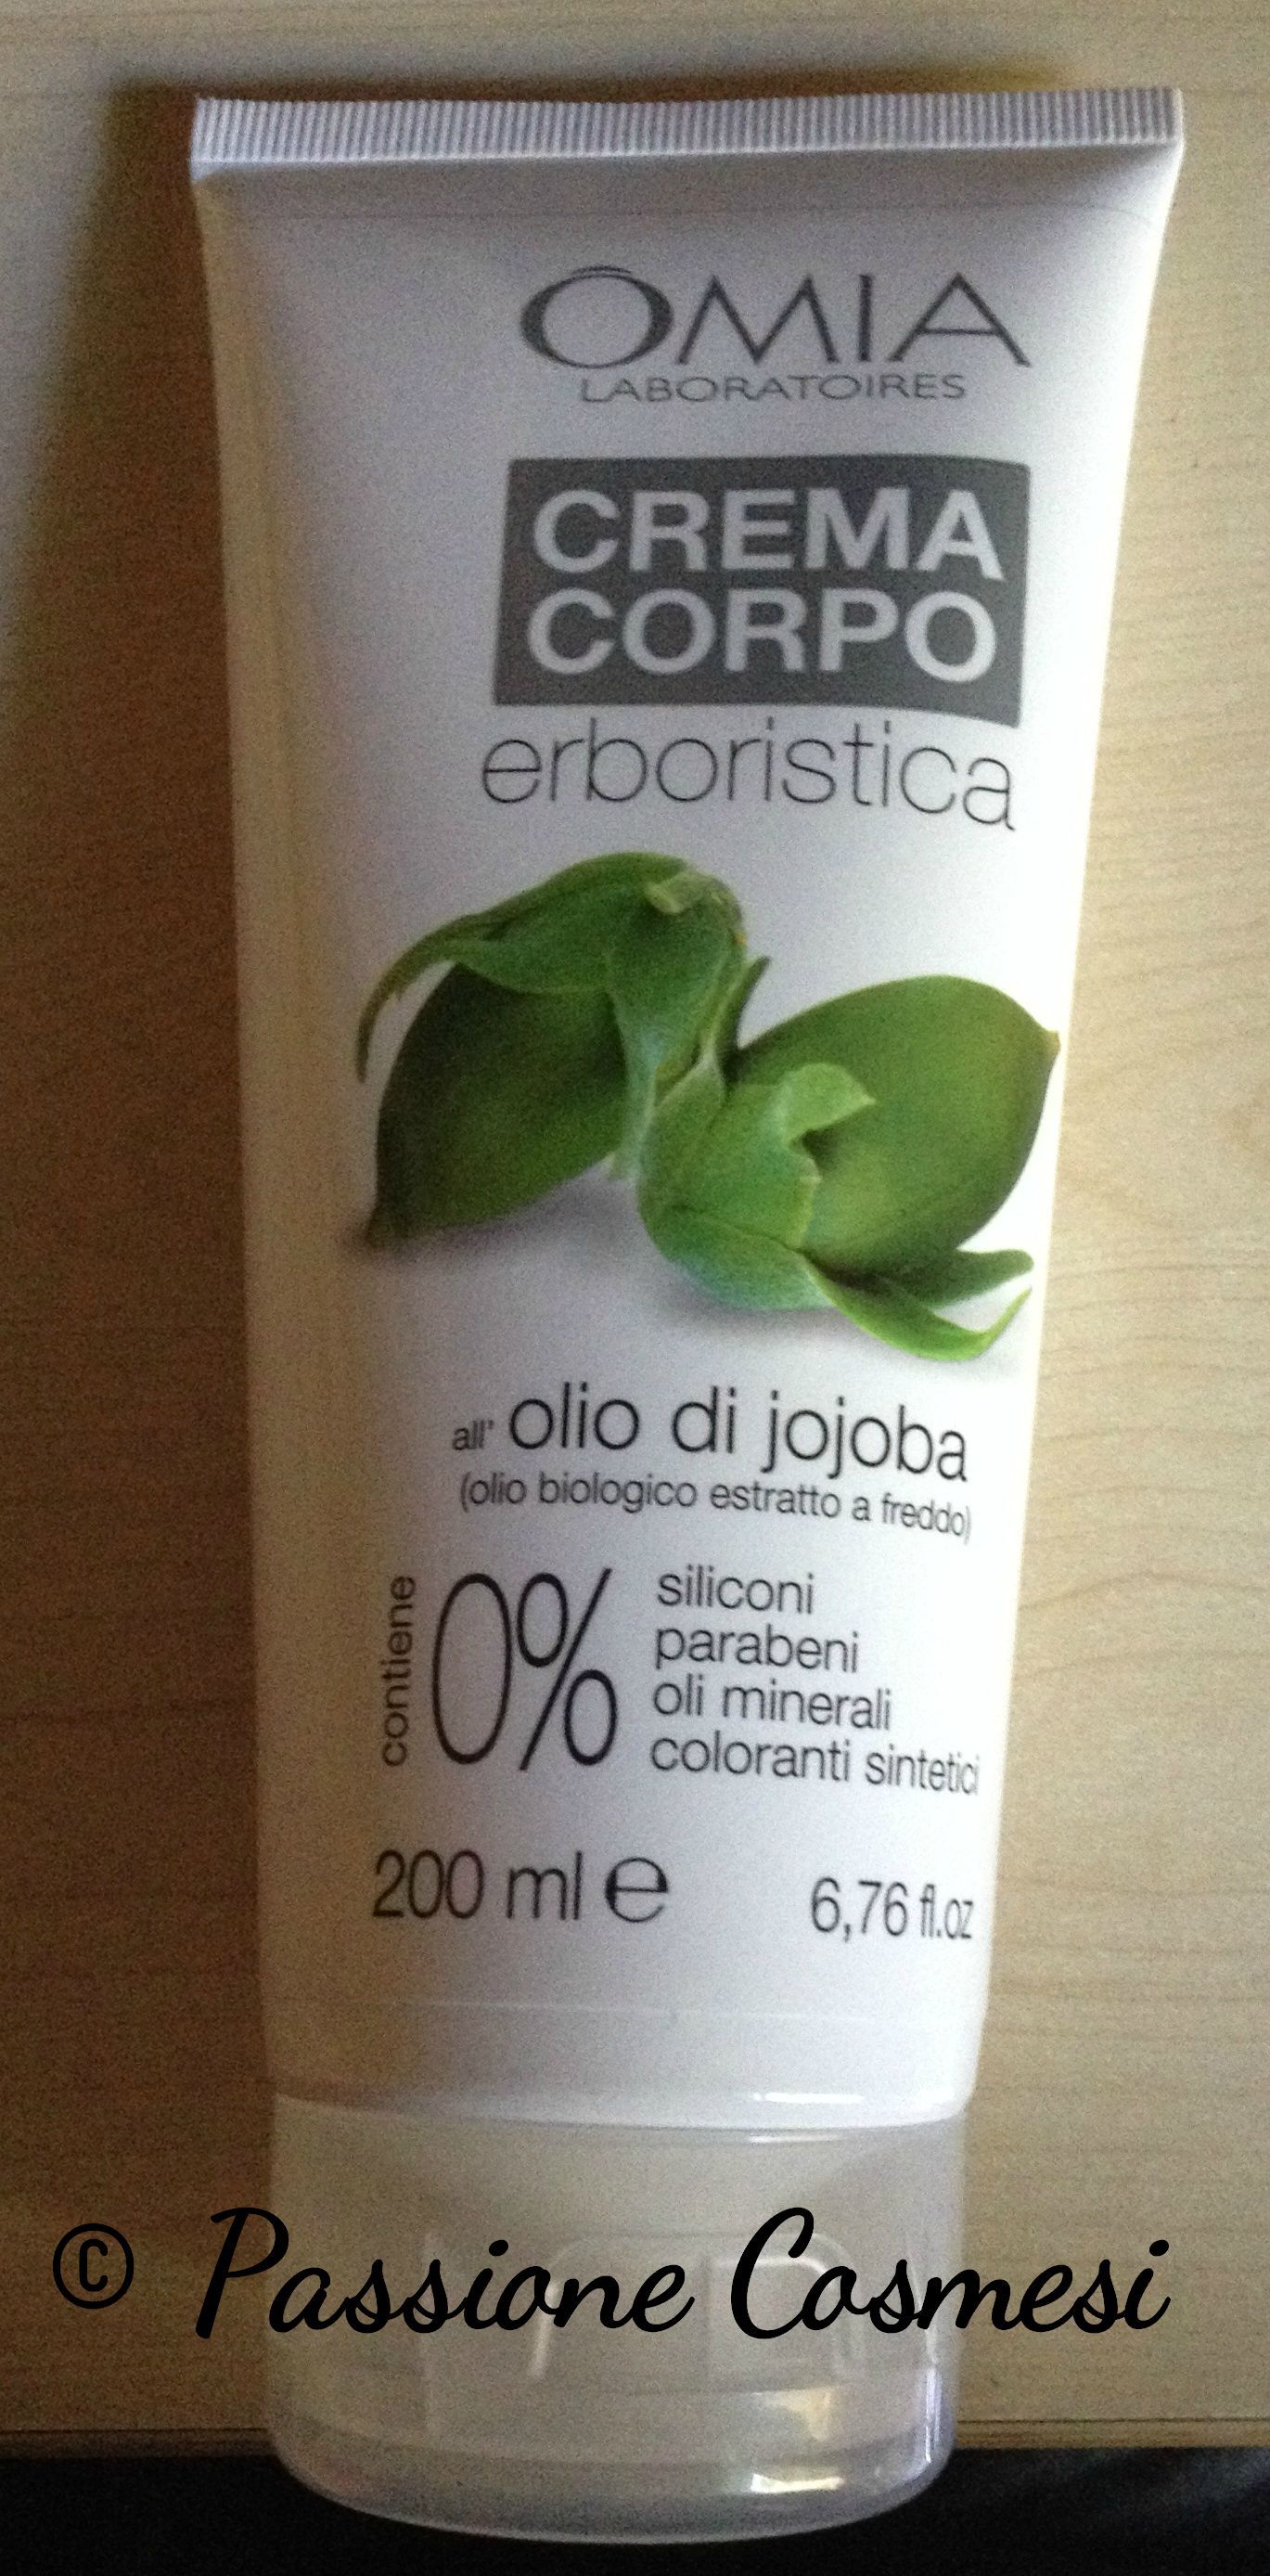 OMIA
LABORATOIRES
CREMA
CORPO
erboristica
all' olio di jojoba
(olio biologico estratto a freddo)
contiene
0%
siliconi
parabeni
oli minerali
coloranti sintetici
200 ml e 6,76 fl.oz
© Passione Cosmesi